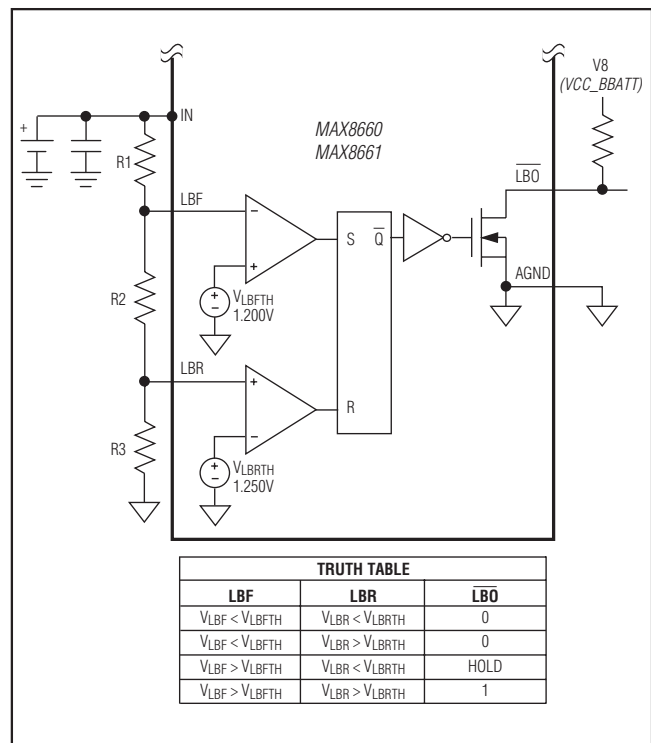 V8
(VCC_BBATT)
IN
MAX8660
MAX8661
+
R1
LBO
LBF
−
S Q
+
VLBFTH
1.200V
AGND
R2
+
−
LBR
+
R
−
R3
VLBRTH
1.250V
+
−
TRUTH TABLE
LBF LBR LBO
VLBF < VLBFTH VLBR < VLBRTH 0
VLBF < VLBFTH VLBR > VLBRTH 0
VLBF > VLBFTH VLBR < VLBRTH HOLD
VLBF > VLBFTH VLBR > VLBRTH 1